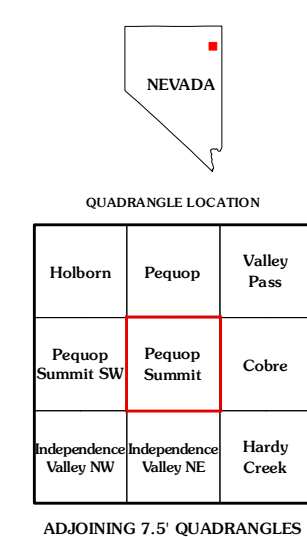 NEVADA
QUADRANGLE LOCATION
Holborn
Pequop
Valley
Pass
Pequop
Summit SW
Pequop
Summit
Cobre
Independence
Valley NW
Independence
Valley NE
Hardy
Creek
ADJOINING 7.5' QUADRANGLES